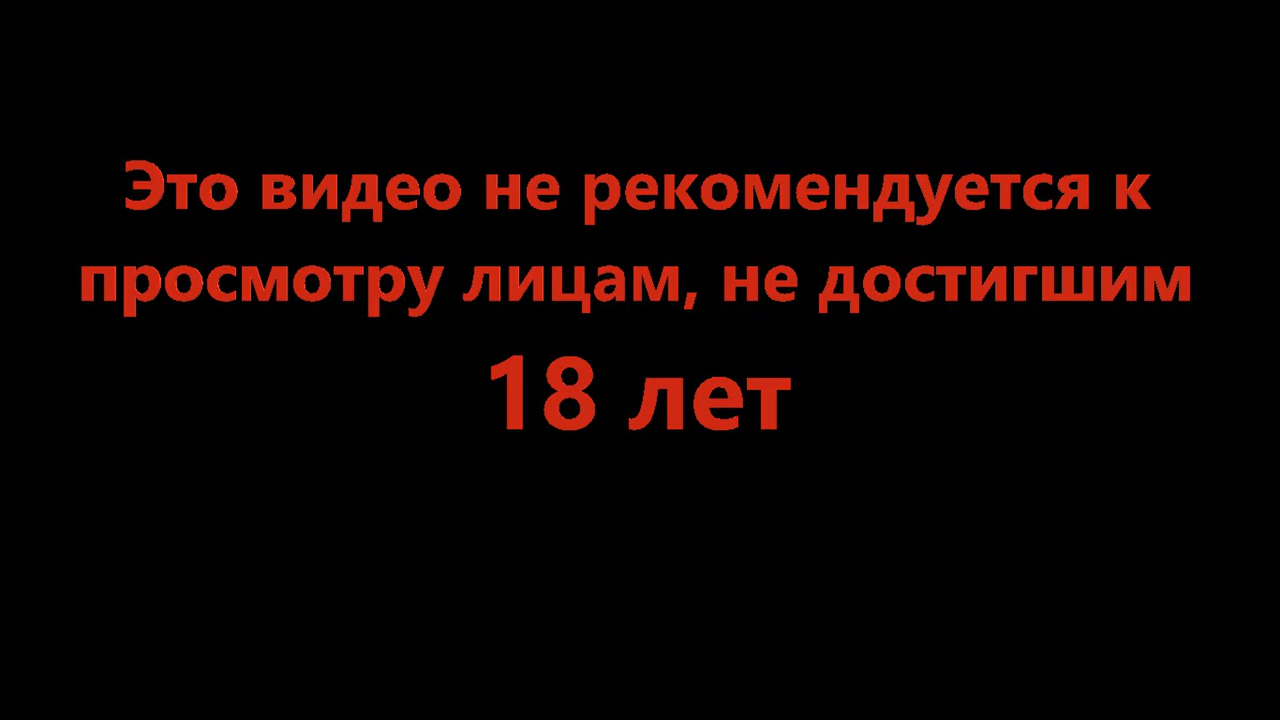 Это видео не рекомендуется к
просмотру лицам, не достигшим
18 лет